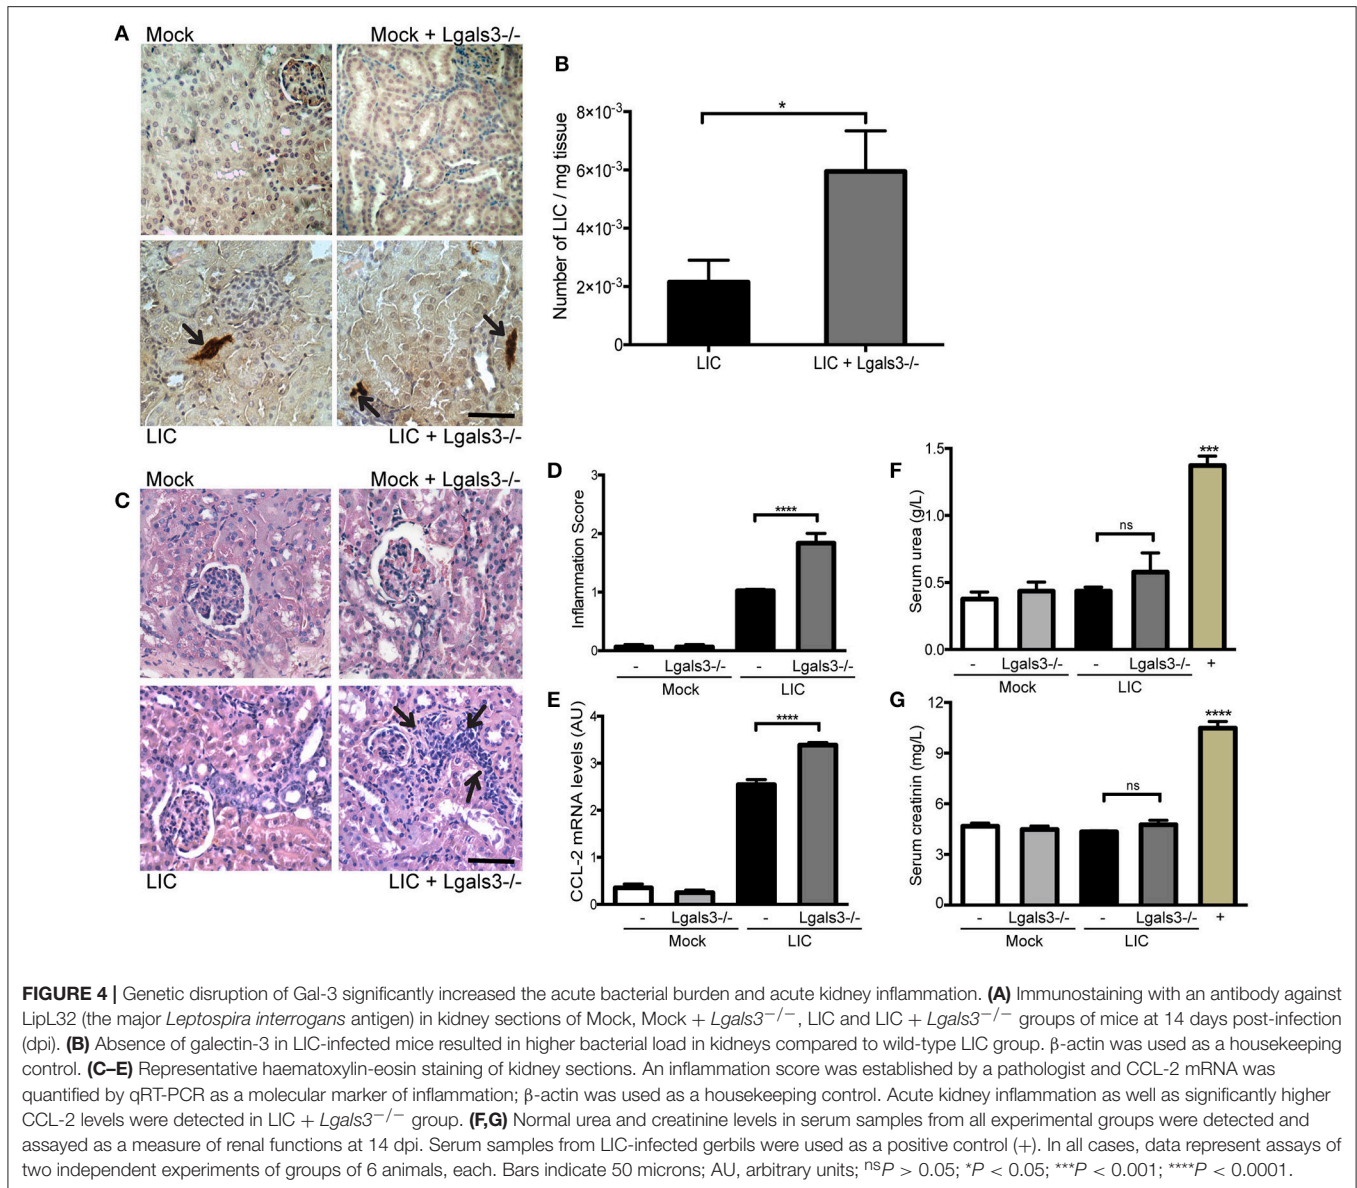 A
Mock
Mock + Lgals3-/-
LIC
LIC + Lgals3-/-
B
Number of LIC / mg tissue
8×10-3
6×10-3
4×10-3
2×10-3
0
*
LIC
LIC + Lgals3-/-
C
Mock
Mock + Lgals3-/-
LIC
LIC + Lgals3-/-
D
Inflammation Score
3
2
1
0
****
- Lgals3-/- - Lgals3-/-
Mock LIC
E
CCL-2 mRNA levels (AU)
4
3
2
1
0
****
- Lgals3-/- - Lgals3-/-
Mock LIC
F
Serum urea (g/L)
1.5
1.0
0.5
0.0
ns
***
- Lgals3-/- - Lgals3-/- +
Mock LIC
G
Serum creatinin (mg/L)
12
9
6
3
0
ns
****
- Lgals3-/- - Lgals3-/- +
Mock LIC
FIGURE 4 | Genetic disruption of Gal-3 significantly increased the acute bacterial burden and acute kidney inflammation. (A) Immunostaining with an antibody against
LipL32 (the major Leptospira interrogans antigen) in kidney sections of Mock, Mock + Lgals3−/−, LIC and LIC + Lgals3−/− groups of mice at 14 days post-infection
(dpi). (B) Absence of galectin-3 in LIC-infected mice resulted in higher bacterial load in kidneys compared to wild-type LIC group. β-actin was used as a housekeeping
control. (C–E) Representative haematoxylin-eosin staining of kidney sections. An inflammation score was established by a pathologist and CCL-2 mRNA was
quantified by qRT-PCR as a molecular marker of inflammation; β-actin was used as a housekeeping control. Acute kidney inflammation as well as significantly higher
CCL-2 levels were detected in LIC + Lgals3−/− group. (F,G) Normal urea and creatinine levels in serum samples from all experimental groups were detected and
assayed as a measure of renal functions at 14 dpi. Serum samples from LIC-infected gerbils were used as a positive control (+). In all cases, data represent assays of
two independent experiments of groups of 6 animals, each. Bars indicate 50 microns; AU, arbitrary units; nsP > 0.05; *P < 0.05; ***P < 0.001; ****P < 0.0001.